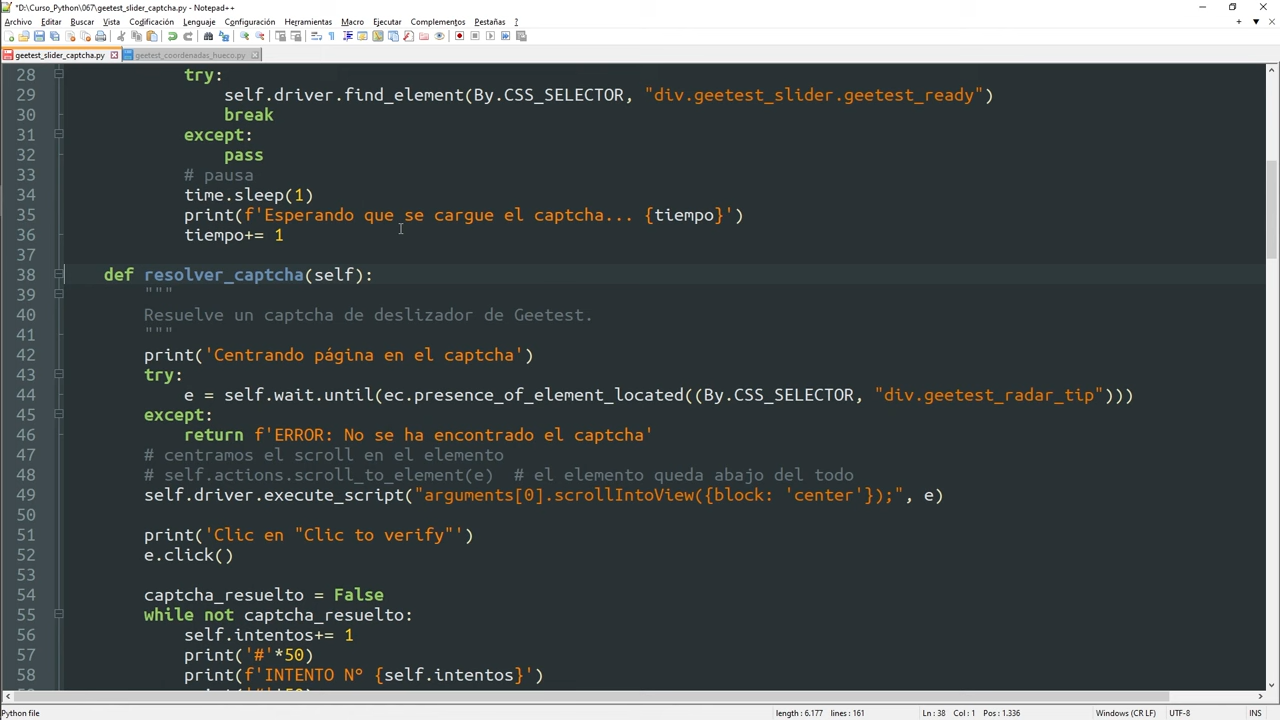 *D:\Curso_Python\067\geetest_slider_captcha.py - Notepad++
Archivo Editar Buscar Vista Codificación Lenguaje Configuración Herramientas Macro Ejecutar Complementos Pestañas ?
geetest_slider_captcha.py geetest_coordenadas_hueco.py
28 try:
29 self.driver.find_element(By.CSS_SELECTOR, "div.geetest_slider.geetest_ready")
30 break
31 except:
32 pass
33 # pausa
34 time.sleep(1)
35 print(f'Esperando que se cargue el captcha... {tiempo}')
36 tiempo+= 1
37
38 def resolver_captcha(self):
39 """
40 Resuelve un captcha de deslizador de Geetest.
41 """
42 print('Centrando página en el captcha')
43 try:
44 e = self.wait.until(ec.presence_of_element_located((By.CSS_SELECTOR, "div.geetest_radar_tip")))
45 except:
46 return f'ERROR: No se ha encontrado el captcha'
47 # centramos el scroll en el elemento
48 # self.actions.scroll_to_element(e) # el elemento queda abajo del todo
49 self.driver.execute_script("arguments[0].scrollIntoView({block: 'center'});", e)
50
51 print('Clic en "Clic to verify"')
52 e.click()
53
54 captcha_resuelto = False
55 while not captcha_resuelto:
56 self.intentos+= 1
57 print('#'*50)
58 print(f'INTENTO Nº {self.intentos}')
Python file length : 6.177 lines : 161 Ln : 38 Col : 1 Pos : 1.336 Windows (CR LF) UTF-8 INS